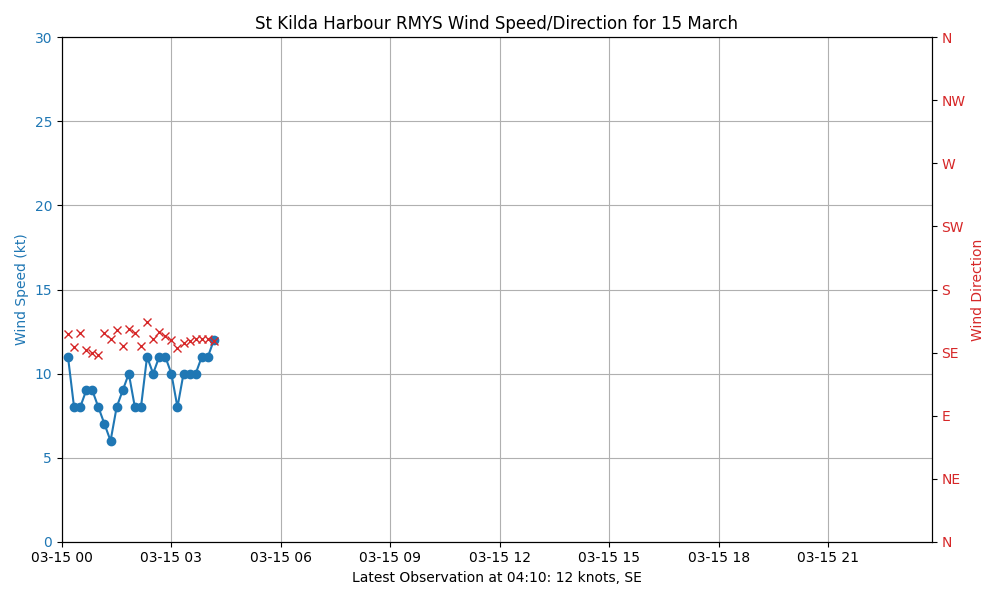 St Kilda Harbour RMYS Wind Speed/Direction for 15 March
30
25
20
15
10
5
0
Wind Speed (kt)
N
NW
W
SW
S
SE
E
NE
N
Wind Direction
03-15 00
03-15 03
03-15 06
03-15 09
03-15 12
03-15 15
03-15 18
03-15 21
Latest Observation at 04:10: 12 knots, SE